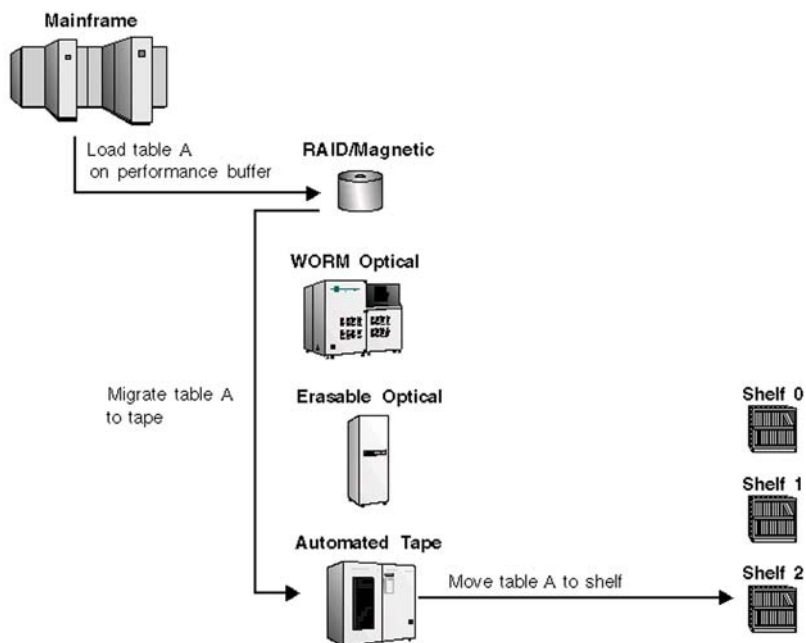 Mainframe
Load table A
on performance buffer
RAID/Magnetic
WORM Optical
Migrate table A
to tape
Erasable Optical
Shelf 0
Shelf 1
Automated Tape
Move table A to shelf
Shelf 2